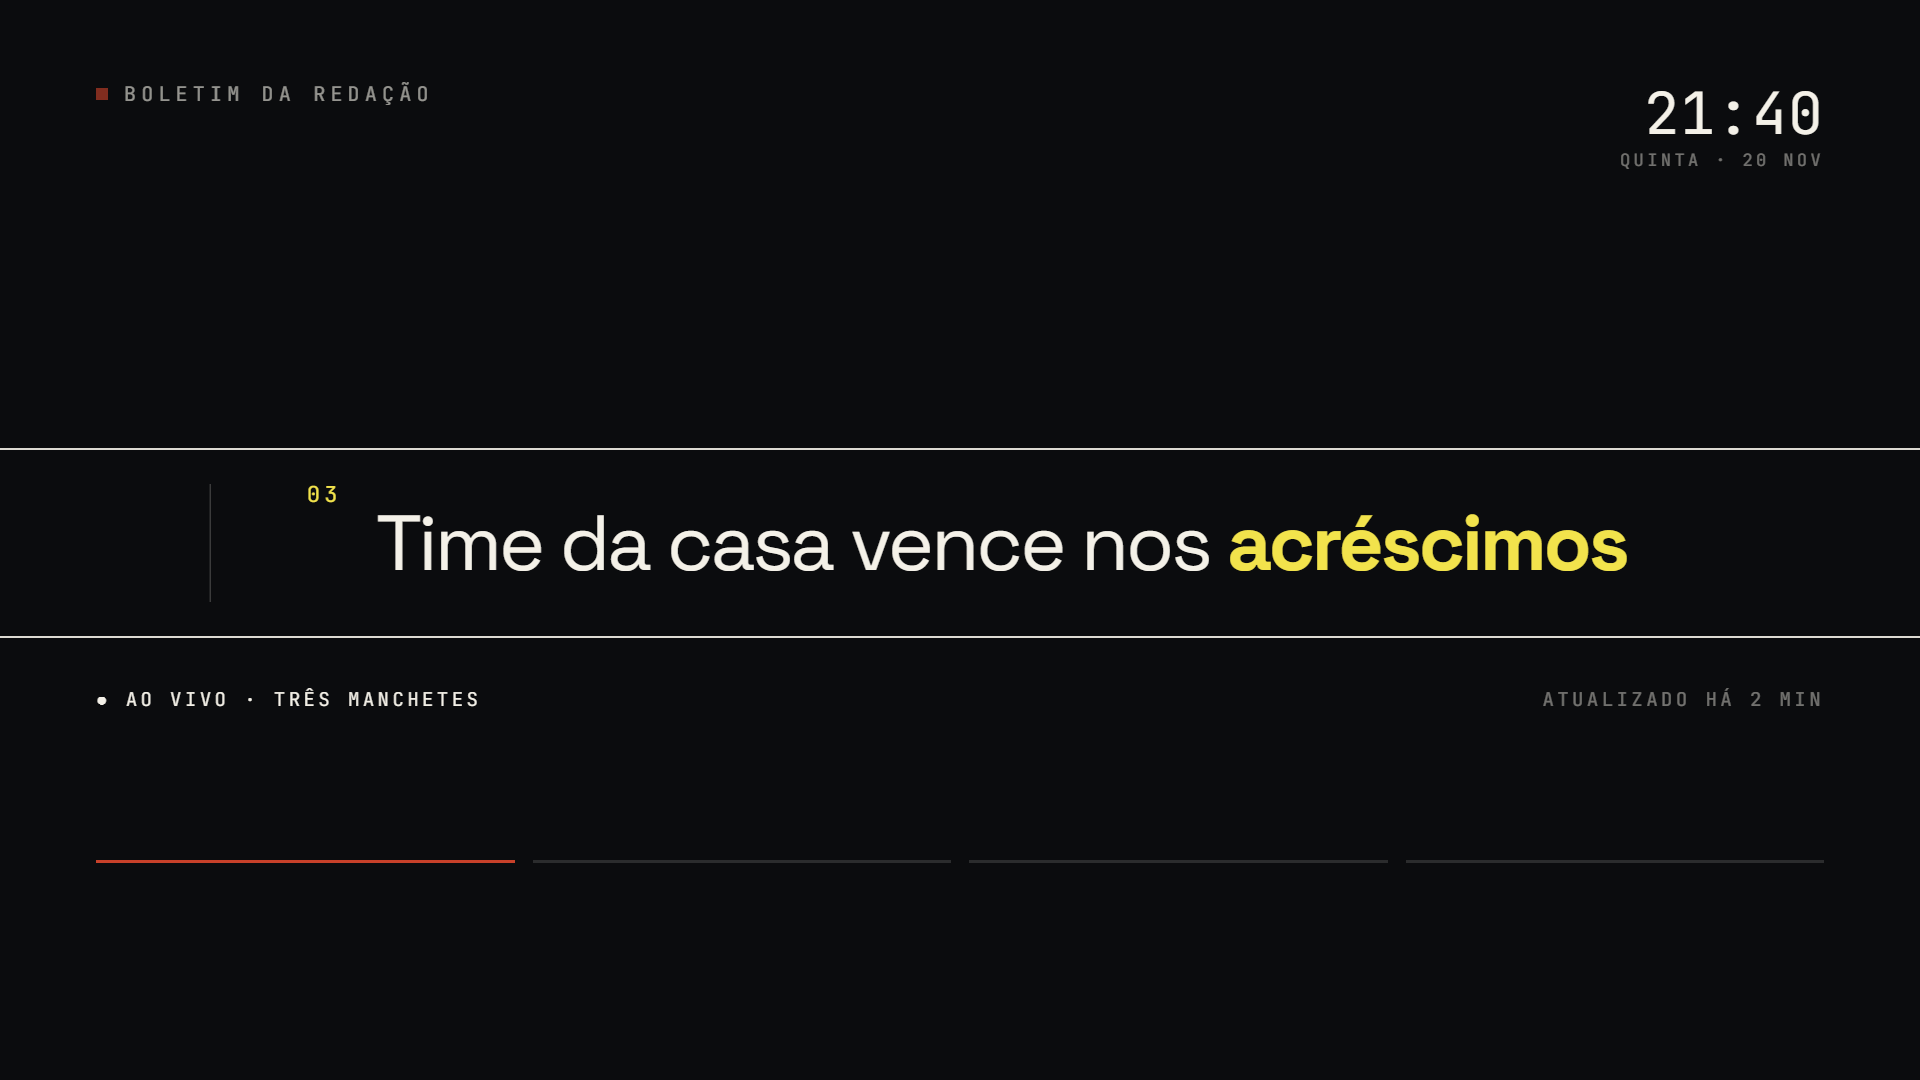 BOLETIM DA REDAÇÃO
21:40
QUINTA · 20 NOV
03
Time da casa vence nos acréscimos
AO VIVO · TRÊS MANCHETES
ATUALIZADO HÁ 2 MIN